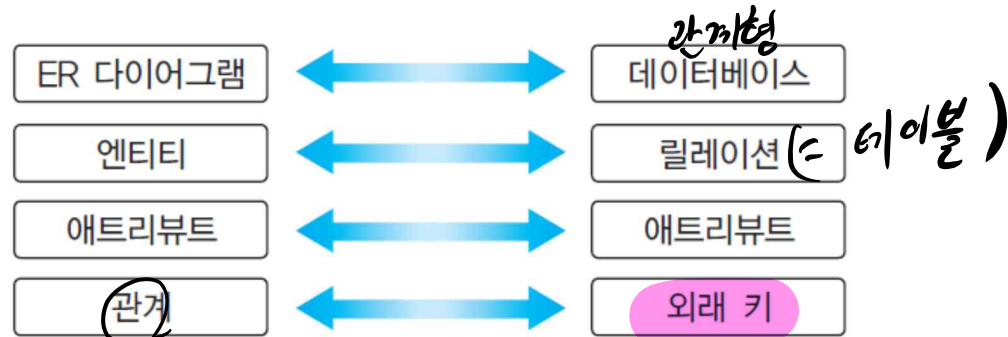 관계형
ER 다이어그램 데이터베이스
엔티티 릴레이션 (= 테이블)
애트리뷰트 애트리뷰트
관계 외래 키